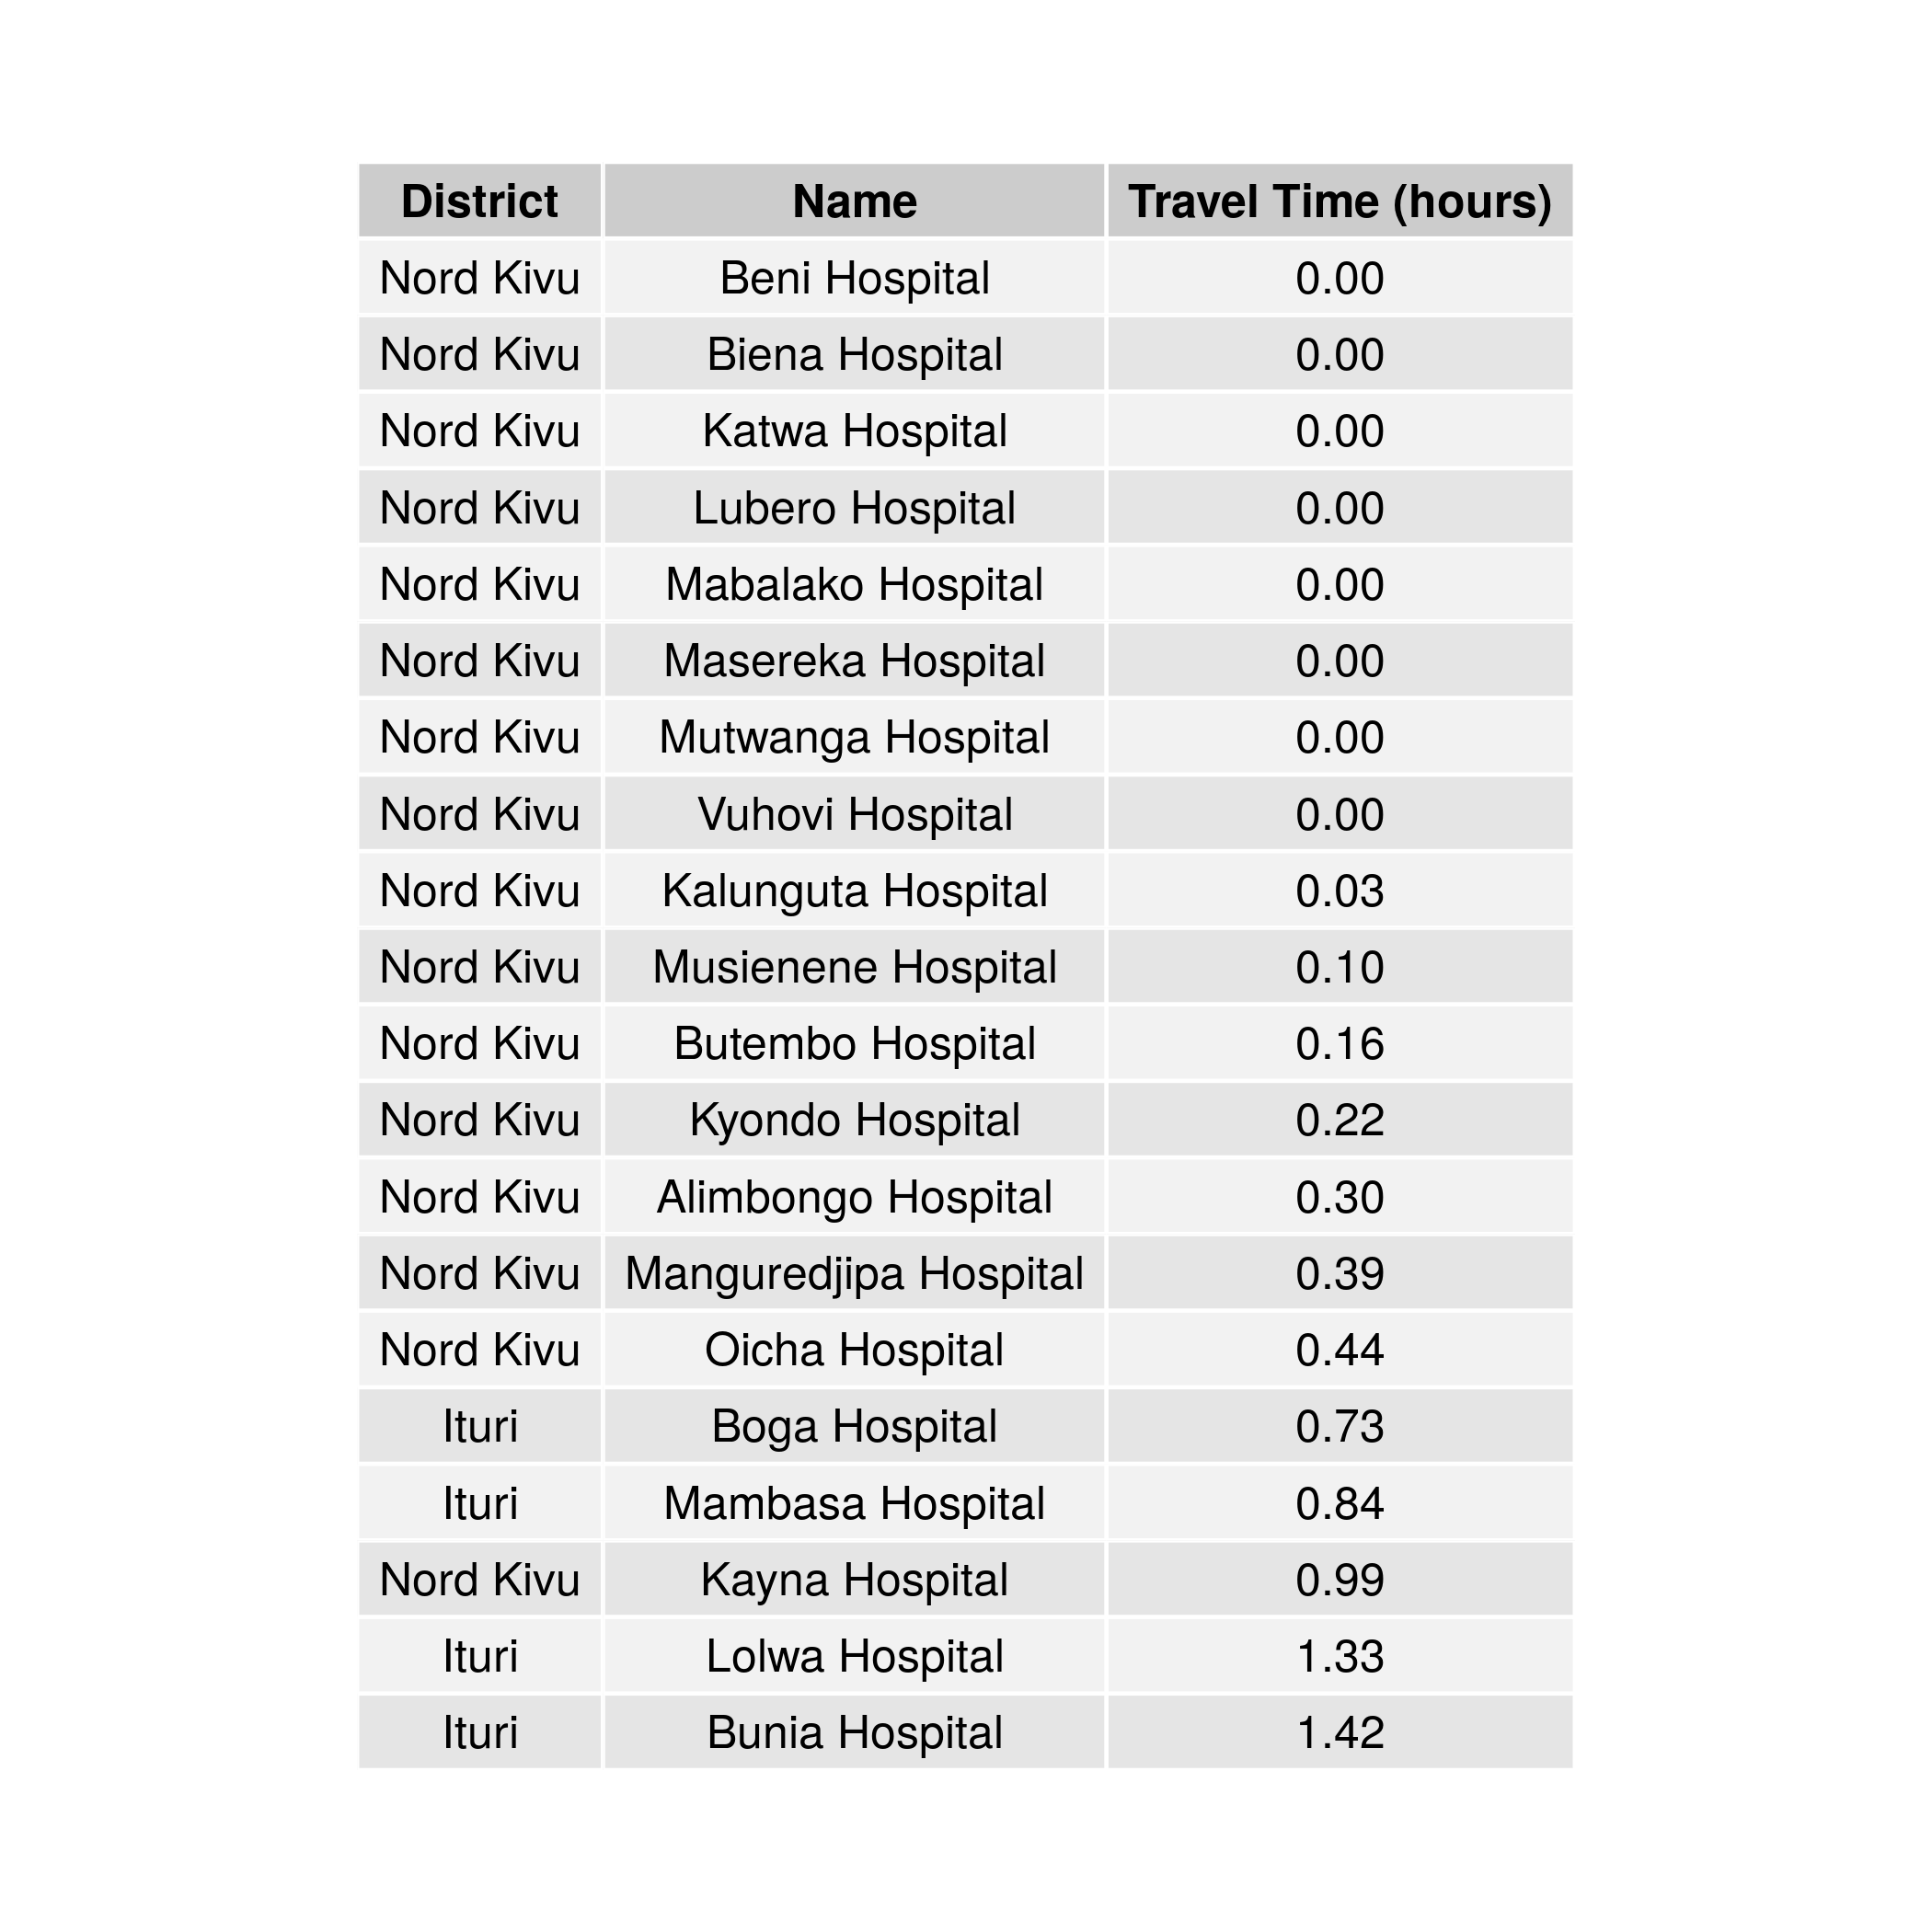 District Name Travel Time (hours)
Nord Kivu Beni Hospital 0.00
Nord Kivu Biena Hospital 0.00
Nord Kivu Katwa Hospital 0.00
Nord Kivu Lubero Hospital 0.00
Nord Kivu Mabalako Hospital 0.00
Nord Kivu Masereka Hospital 0.00
Nord Kivu Mutwanga Hospital 0.00
Nord Kivu Vuhovi Hospital 0.00
Nord Kivu Kalunguta Hospital 0.03
Nord Kivu Musienene Hospital 0.10
Nord Kivu Butembo Hospital 0.16
Nord Kivu Kyondo Hospital 0.22
Nord Kivu Alimbongo Hospital 0.30
Nord Kivu Manguredjipa Hospital 0.39
Nord Kivu Oicha Hospital 0.44
Ituri Boga Hospital 0.73
Ituri Mambasa Hospital 0.84
Nord Kivu Kayna Hospital 0.99
Ituri Lolwa Hospital 1.33
Ituri Bunia Hospital 1.42